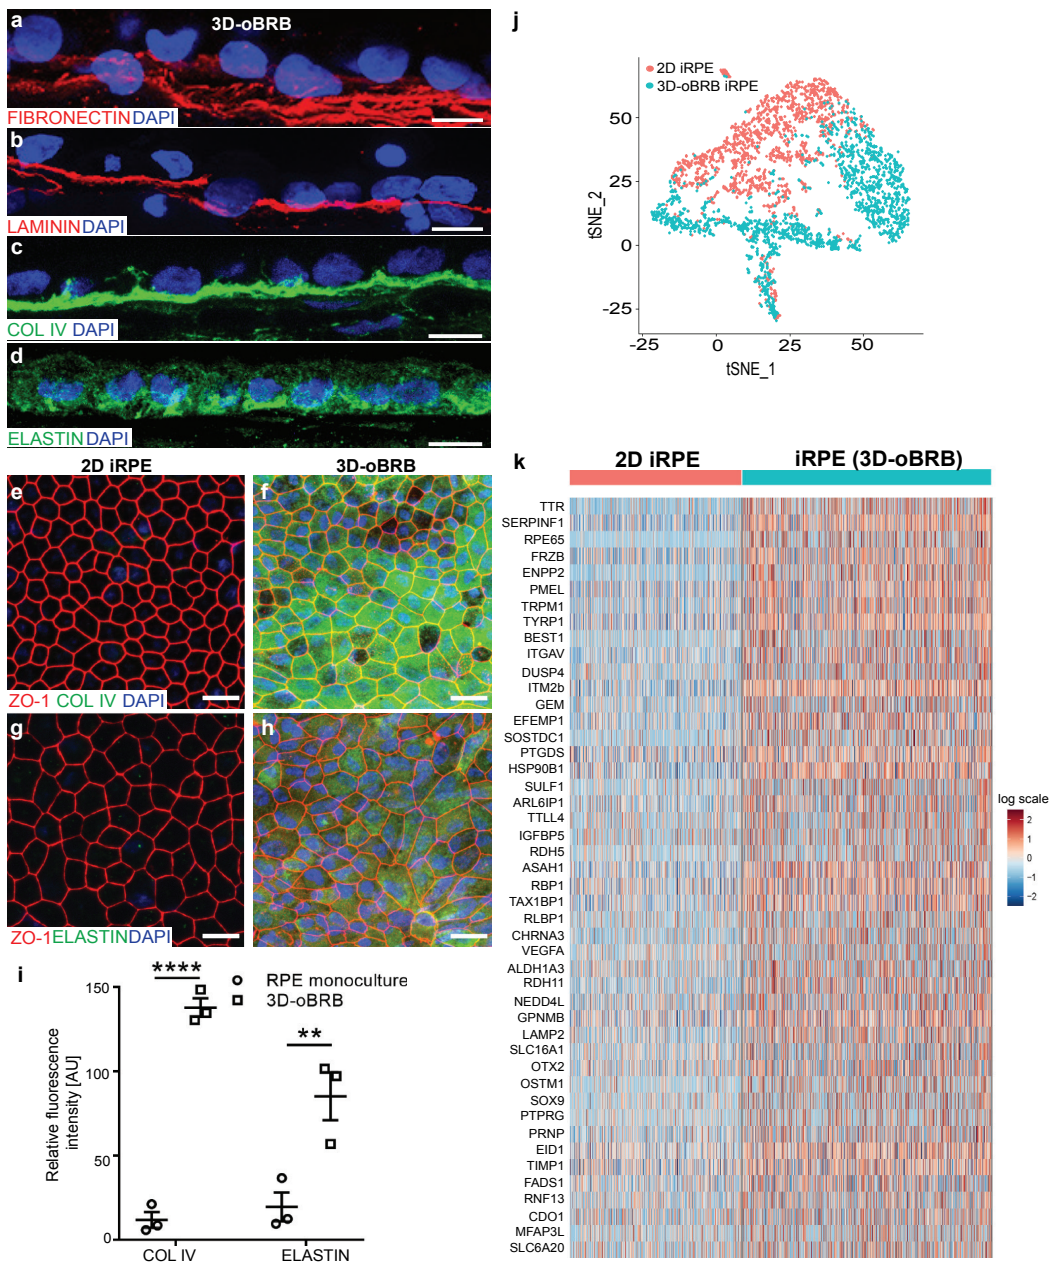 a
3D-oBRB
FIBRONECTIN DAPI
b
LAMININ DAPI
c
COL IV DAPI
d
ELASTIN DAPI
2D iRPE
3D-oBRB
e
ZO-1 COL IV DAPI
f
g
ZO-1 ELASTIN DAPI
h
i
****
RPE monoculture
3D-oBRB
**
Relative fluorescence
intensity [AU]
150
100
50
0
COL IV
ELASTIN
j
2D iRPE
3D-oBRB iRPE
tSNE_2
50
25
0
-25
-25
0
25
50
tSNE_1
k
2D iRPE
iRPE (3D-oBRB)
TTR
SERPINF1
RPE65
FRZB
ENPP2
PMEL
TRPM1
TYRP1
BEST1
ITGAV
DUSP4
ITM2b
GEM
EFEMP1
SOSTDC1
PTGDS
HSP90B1
SULF1
ARL6IP1
TTLL4
IGFBP5
RDH5
ASAH1
RBP1
TAX1BP1
RLBP1
CHRNA3
VEGFA
ALDH1A3
RDH11
NEDD4L
GPNMB
LAMP2
SLC16A1
OTX2
OSTM1
SOX9
PTPRG
PRNP
EID1
TIMP1
FADS1
RNF13
CDO1
MFAP3L
SLC6A20
log scale
2
1
0
−1
−2